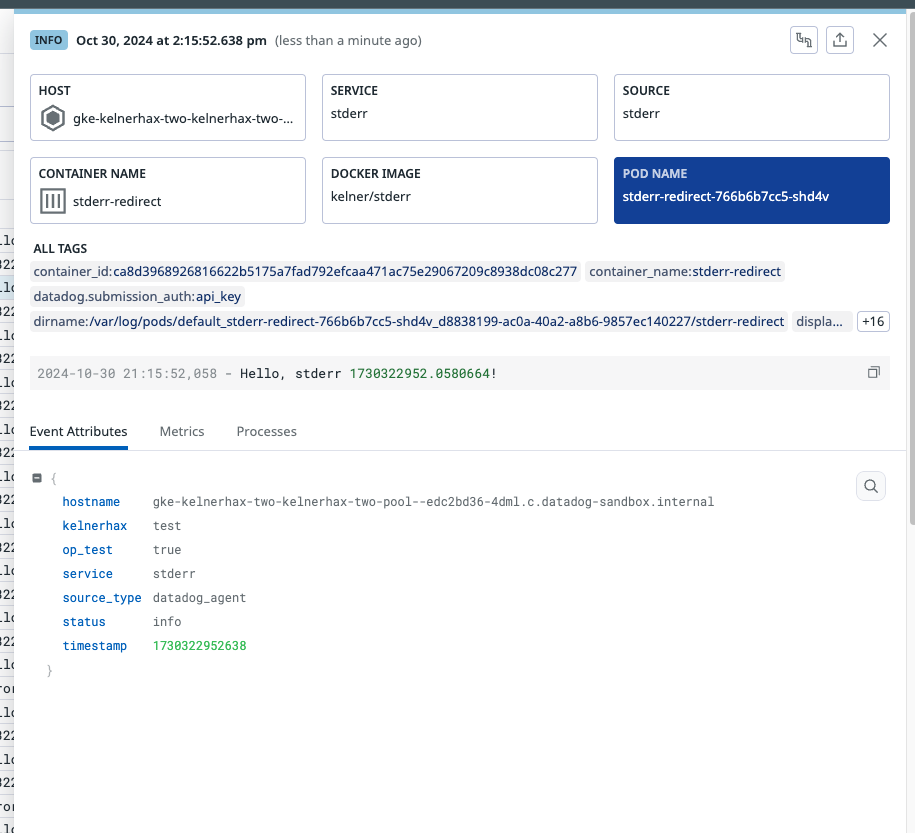 INFO Oct 30, 2024 at 2:15:52.638 pm (less than a minute ago)
HOST
gke-kelnerhax-two-kelnerhax-two-...
SERVICE
stderr
SOURCE
stderr
CONTAINER NAME
stderr-redirect
DOCKER IMAGE
kelner/stderr
POD NAME
stderr-redirect-766b6b7cc5-shd4v
ALL TAGS
container_id:ca8d3968926816622b5175a7fad792efcaa471ac75e29067209c8938dc08c277 container_name:stderr-redirect
datadog.submission_auth:api_key
dirname:/var/log/pods/default_stderr-redirect-766b6b7cc5-shd4v_d8838199-ac0a-40a2-a8b6-9857ec140227/stderr-redirect displa... +16
2024-10-30 21:15:52,058 - Hello, stderr 1730322952.0580664!
Event Attributes Metrics Processes
{
hostname gke-kelnerhax-two-kelnerhax-two-pool--edc2bd36-4dml.c.datadog-sandbox.internal
kelnerhax test
op_test true
service stderr
source_type datadog_agent
status info
timestamp 1730322952638
}